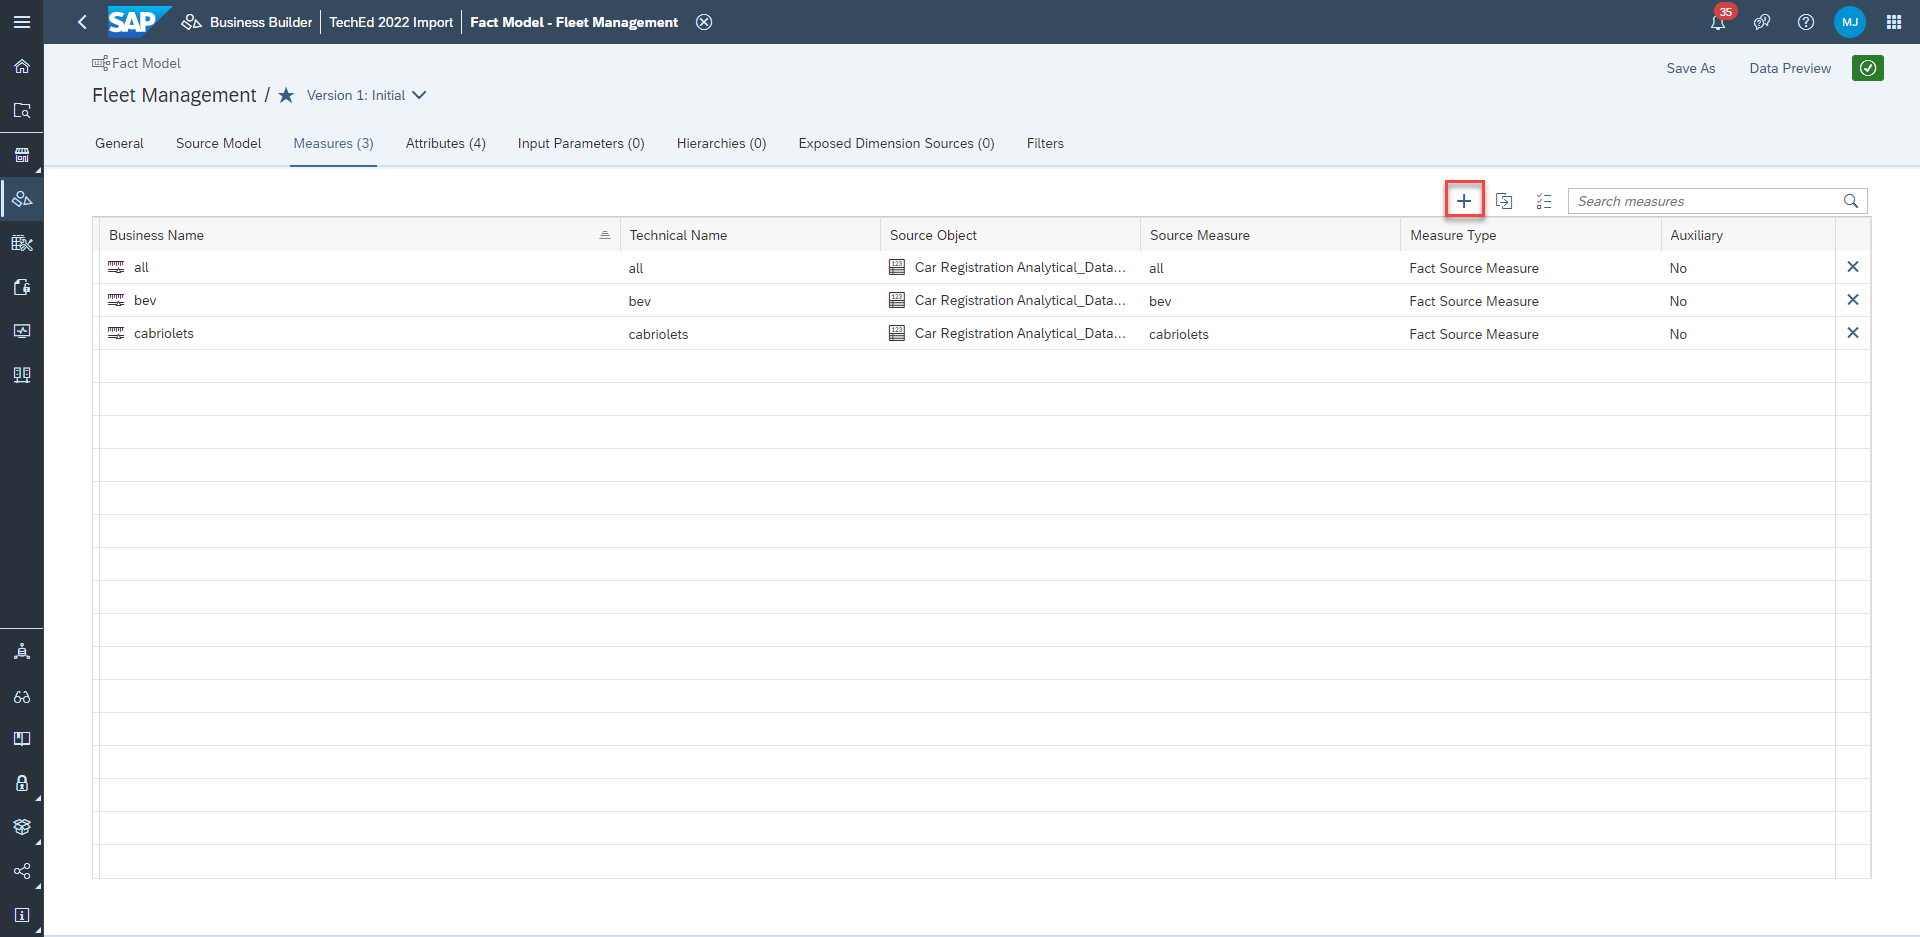 SAP Business Builder TechEd 2022 Import Fact Model - Fleet Management 35 MJ
Fact Model
Save As Data Preview
Fleet Management / Version 1: Initial
General Source Model Measures (3) Attributes (4) Input Parameters (0) Hierarchies (0) Exposed Dimension Sources (0) Filters
Search measures
Business Name Technical Name Source Object Source Measure Measure Type Auxiliary
all all 123 Car Registration Analytical_Data... all Fact Source Measure No
bev bev 123 Car Registration Analytical_Data... bev Fact Source Measure No
cabriolets cabriolets 123 Car Registration Analytical_Data... cabriolets Fact Source Measure No